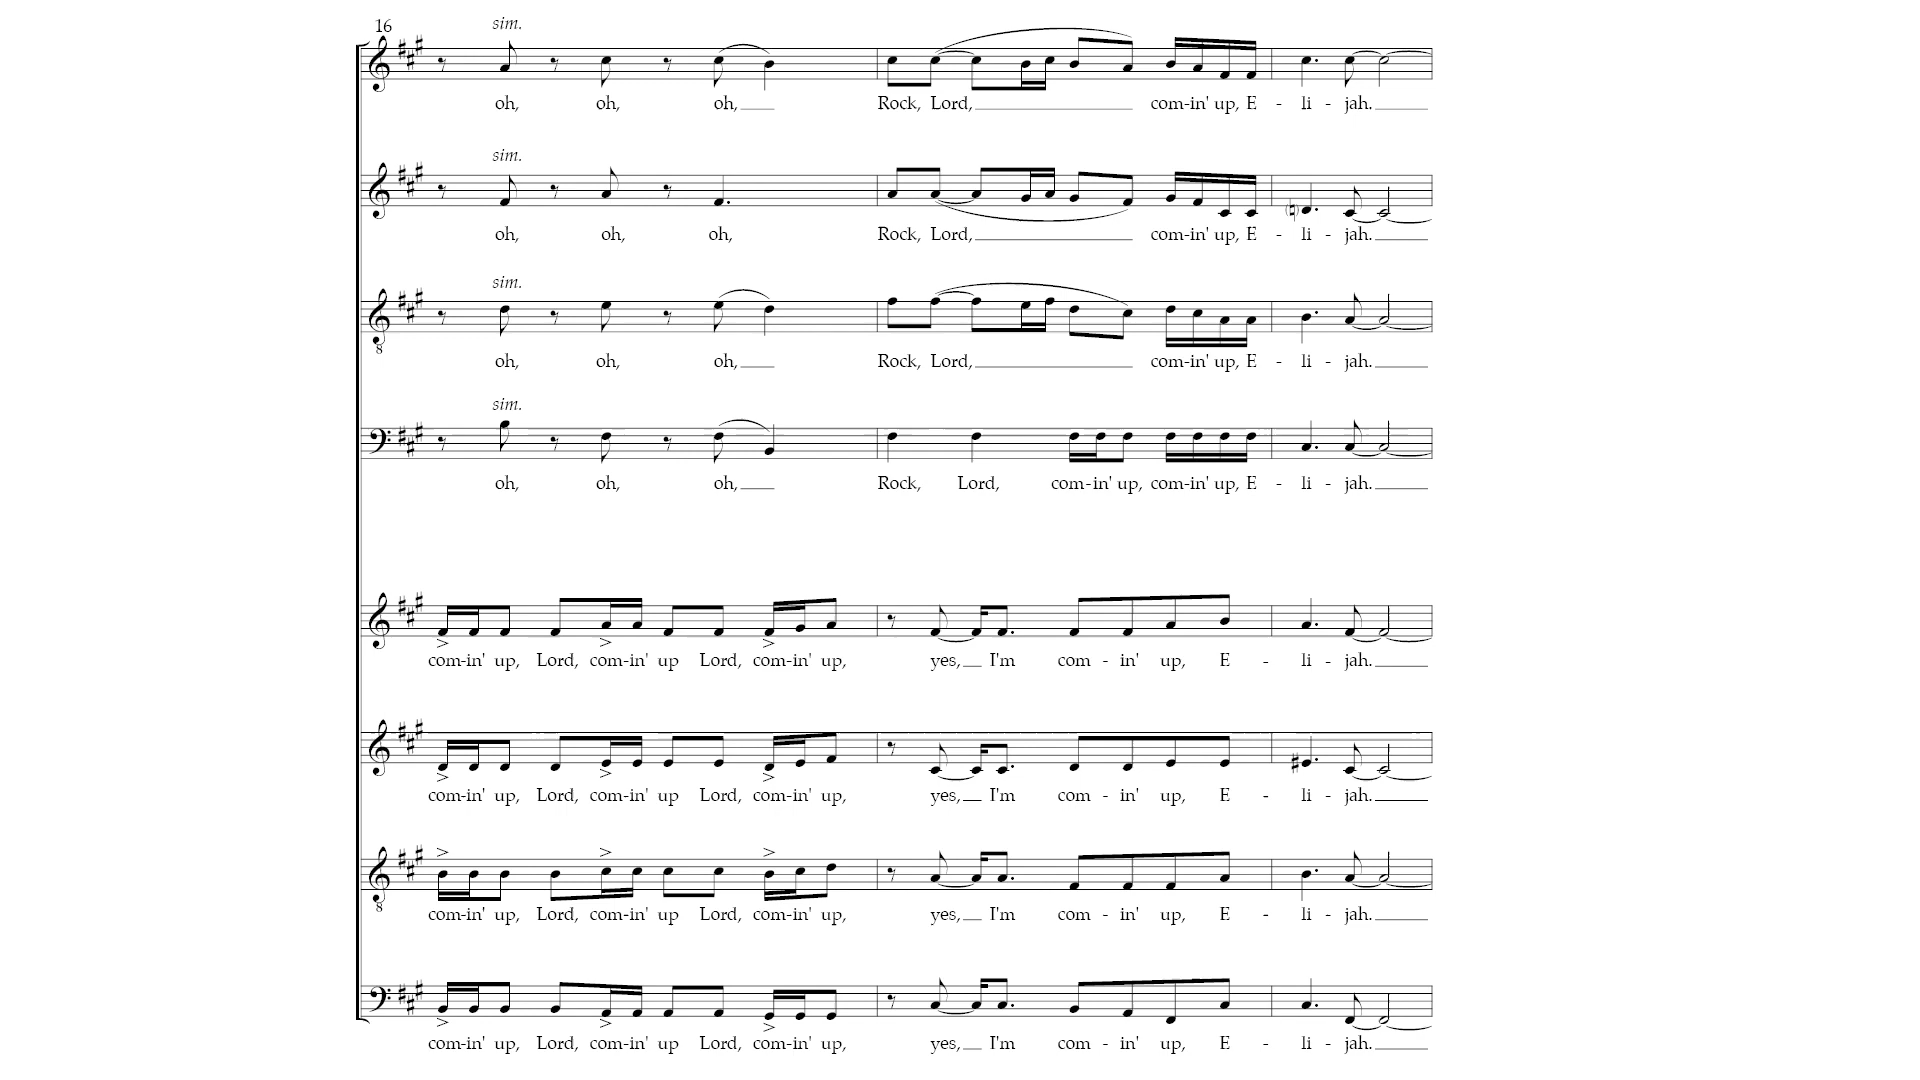 16
sim.
oh, oh, oh, Rock, Lord, com-in' up, E - li - jah.
sim.
oh, oh, oh, Rock, Lord, com-in' up, E - li - jah.
sim.
8
oh, oh, oh, Rock, Lord, com-in' up, E - li - jah.
sim.
oh, oh, oh, Rock, Lord, com-in' up, com-in' up, E - li - jah.
com-in' up, Lord, com-in' up Lord, com-in' up, yes, I'm com - in' up, E - li - jah.
com-in' up, Lord, com-in' up Lord, com-in' up, yes, I'm com - in' up, E - li - jah.
8
com-in' up, Lord, com-in' up Lord, com-in' up, yes, I'm com - in' up, E - li - jah.
com-in' up, Lord, com-in' up Lord, com-in' up, yes, I'm com - in' up, E - li - jah.